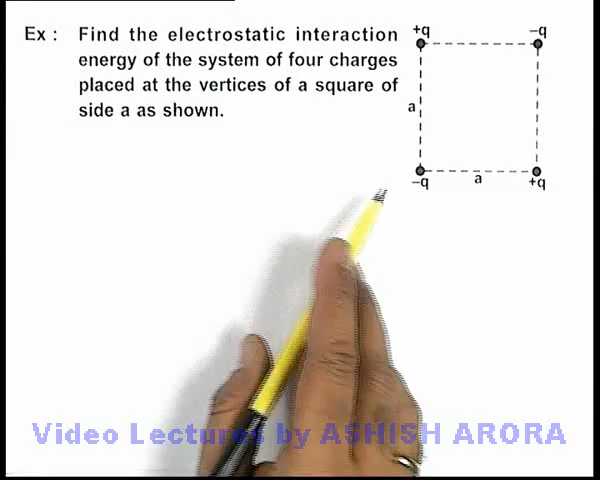 Ex : Find the electrostatic interaction
energy of the system of four charges
placed at the vertices of a square of
side a as shown.
+q −q
a
−q a +q
Video Lectures by ASHISH ARORA